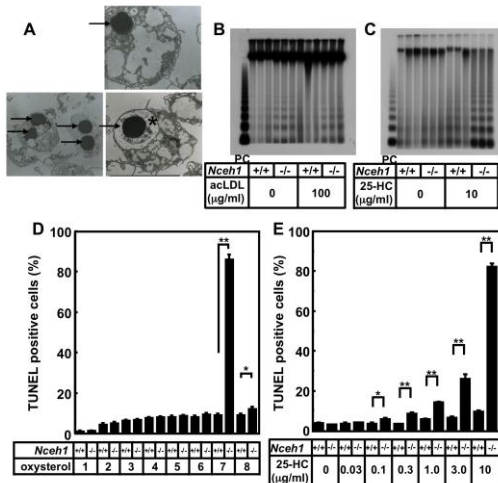 A
B
C
*
PC
Nceh1 +/+ -/- +/+ -/-
acLDL (μg/ml) 0 100
PC
Nceh1 +/+ -/- +/+ -/-
25-HC (μg/ml) 0 10
D
TUNEL positive cells (%)
100
80
60
40
20
0
**
*
Nceh1 +/+ -/- +/+ -/- +/+ -/- +/+ -/- +/+ -/- +/+ -/- +/+ -/- +/+ -/-
oxysterol 1 2 3 4 5 6 7 8
E
TUNEL positive cells (%)
100
80
60
40
20
0
*
**
**
**
**
Nceh1 +/+ -/- +/+ -/- +/+ -/- +/+ -/- +/+ -/- +/+ -/- +/+ -/-
25-HC (μg/ml) 0 0.03 0.1 0.3 1.0 3.0 10